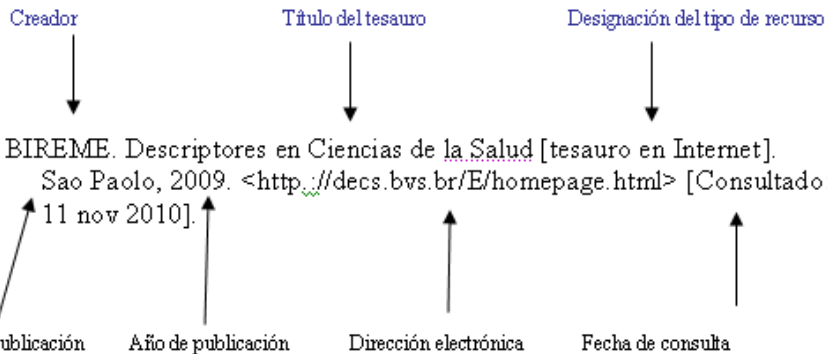 Creador Título del tesauro Designación del tipo de recurso
BIREME. Descriptores en Ciencias de la Salud [tesauro en Internet].
Sao Paolo, 2009. <http.://decs.bvs.br/E/homepage.html> [Consultado
11 nov 2010].
ublicación Año de publicación Dirección electrónica Fecha de consulta